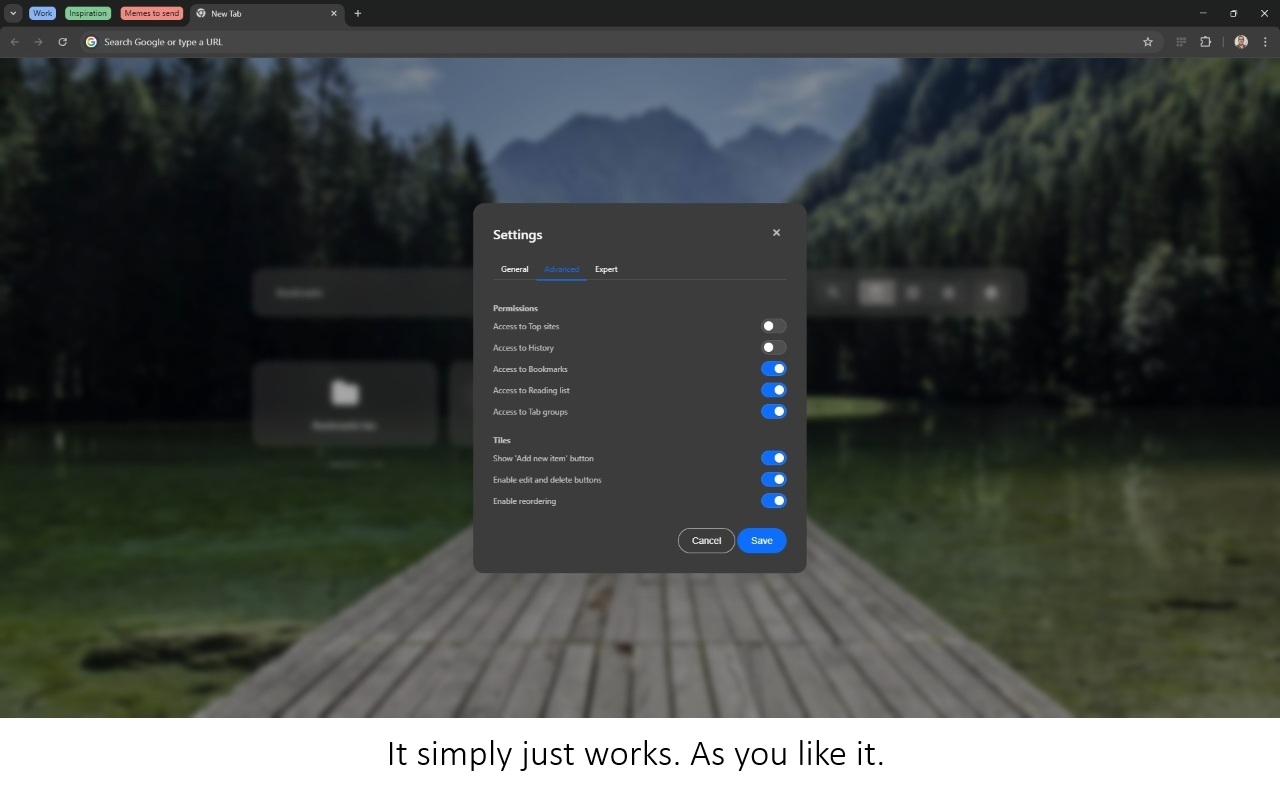 Work Inspiration Memes to send New Tab
Search Google or type a URL
Settings
General Advanced Expert
Permissions
Access to Top sites
Access to History
Access to Bookmarks
Access to Reading list
Access to Tab groups
Tiles
Show 'Add new item' button
Enable edit and delete buttons
Enable reordering
Cancel Save
It simply just works. As you like it.